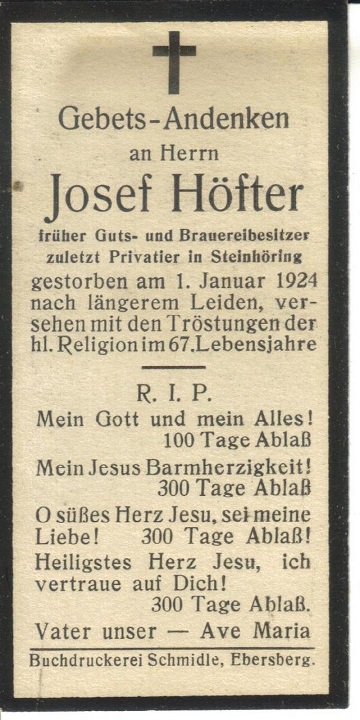 Gebets-Andenken
an Herrn
Josef Höfter
früher Guts- und Brauereibesitzer
zuletzt Privatier in Steinhöring
gestorben am 1. Januar 1924
nach längerem Leiden, ver-
sehen mit den Tröstungen der
hl. Religion im 67. Lebensjahre
R. I. P.
Mein Gott und mein Alles!
100 Tage Ablaß
Mein Jesus Barmherzigkeit!
300 Tage Ablaß
O süßes Herz Jesu, sei meine
Liebe! 300 Tage Ablaß!
Heiligstes Herz Jesu, ich
vertraue auf Dich!
300 Tage Ablaß.
Vater unser — Ave Maria
Buchdruckerei Schmidle, Ebersberg.